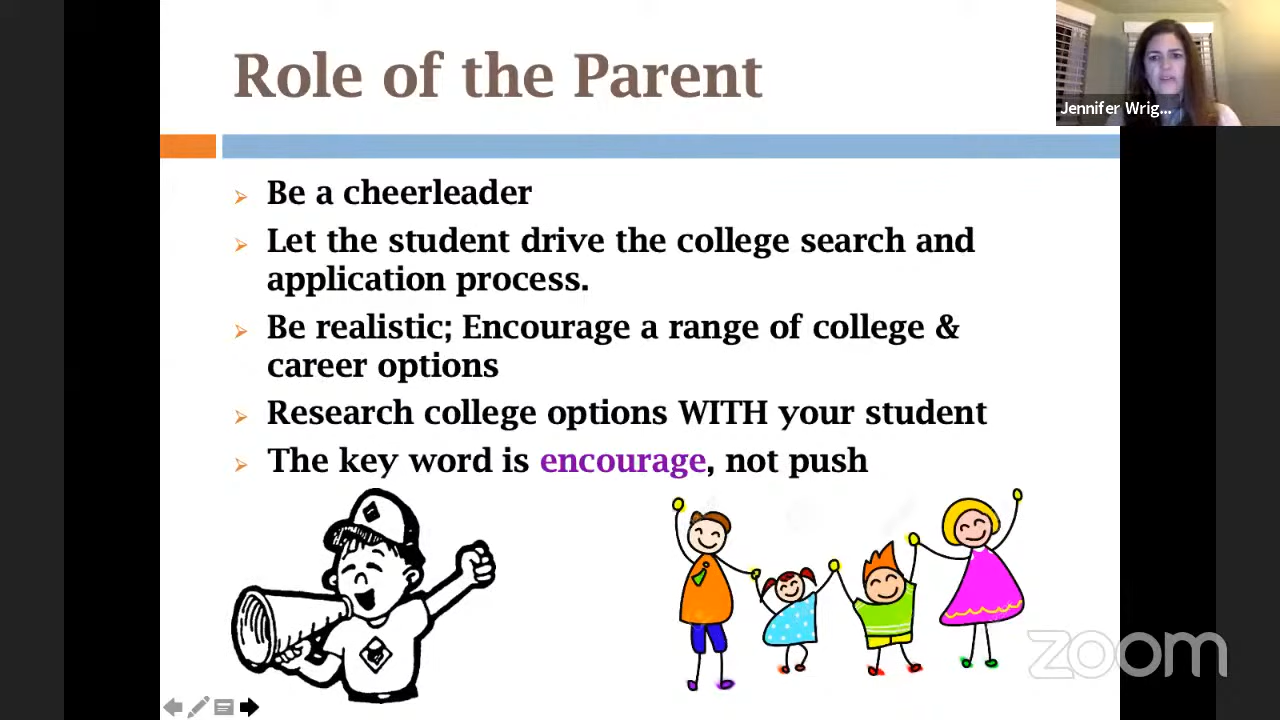 Role of the Parent
Jennifer Wrig...
Be a cheerleader
Let the student drive the college search and
application process.
Be realistic; Encourage a range of college &
career options
Research college options WITH your student
The key word is encourage, not push
zoom